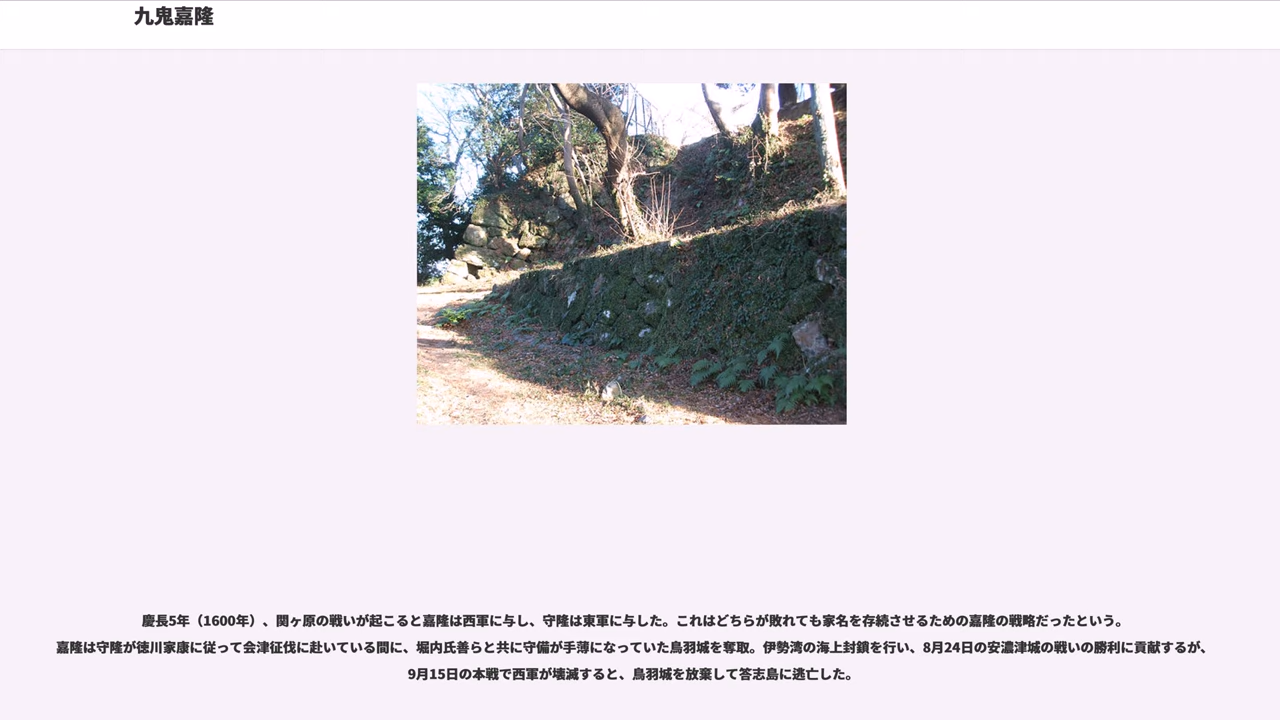 九鬼嘉隆
慶長5年（1600年）、関ヶ原の戦いが起こると嘉隆は西軍に与し、守隆は東軍に与した。これはどちらが敗れても家名を存続させるための嘉隆の戦略だったという。
嘉隆は守隆が徳川家康に従って会津征伐に赴いている間に、堀内氏善らと共に守備が手薄になっていた鳥羽城を奪取。伊勢湾の海上封鎖を行い、8月24日の安濃津城の戦いの勝利に貢献するが、
9月15日の本戦で西軍が壊滅すると、鳥羽城を放棄して答志島に逃亡した。